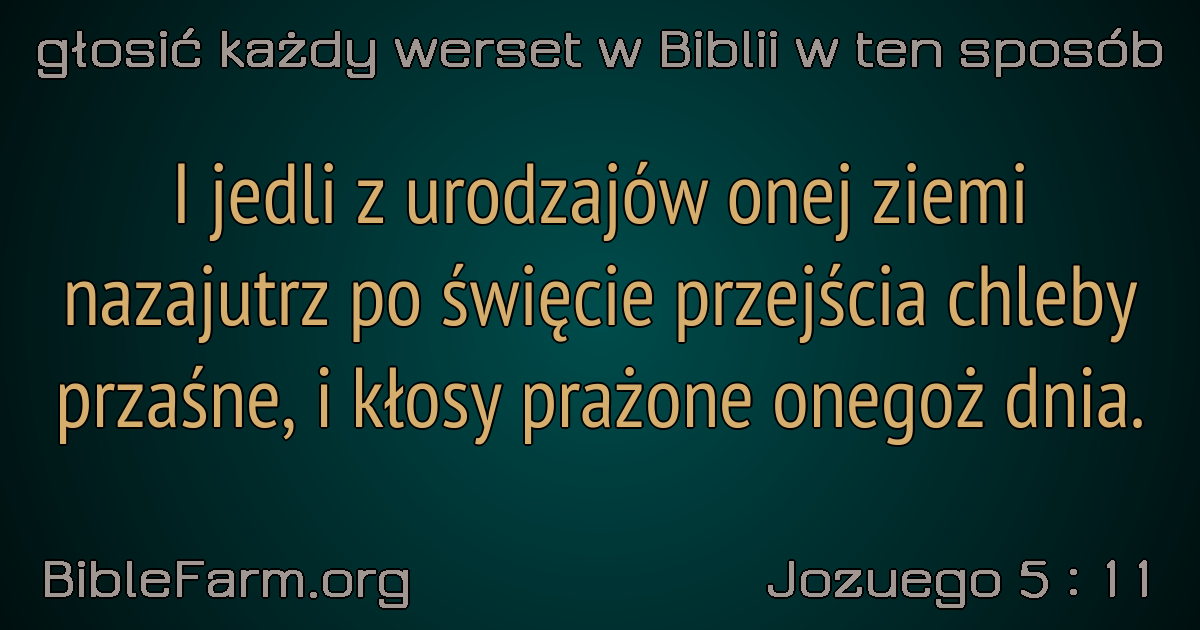 głosić każdy werset w Biblii w ten sposób
I jedli z urodzajów onej ziemi
nazajutrz po święcie przejścia chleby
przaśne, i kłosy prażone onegoż dnia.
BibleFarm.org
Jozuego 5 : 11